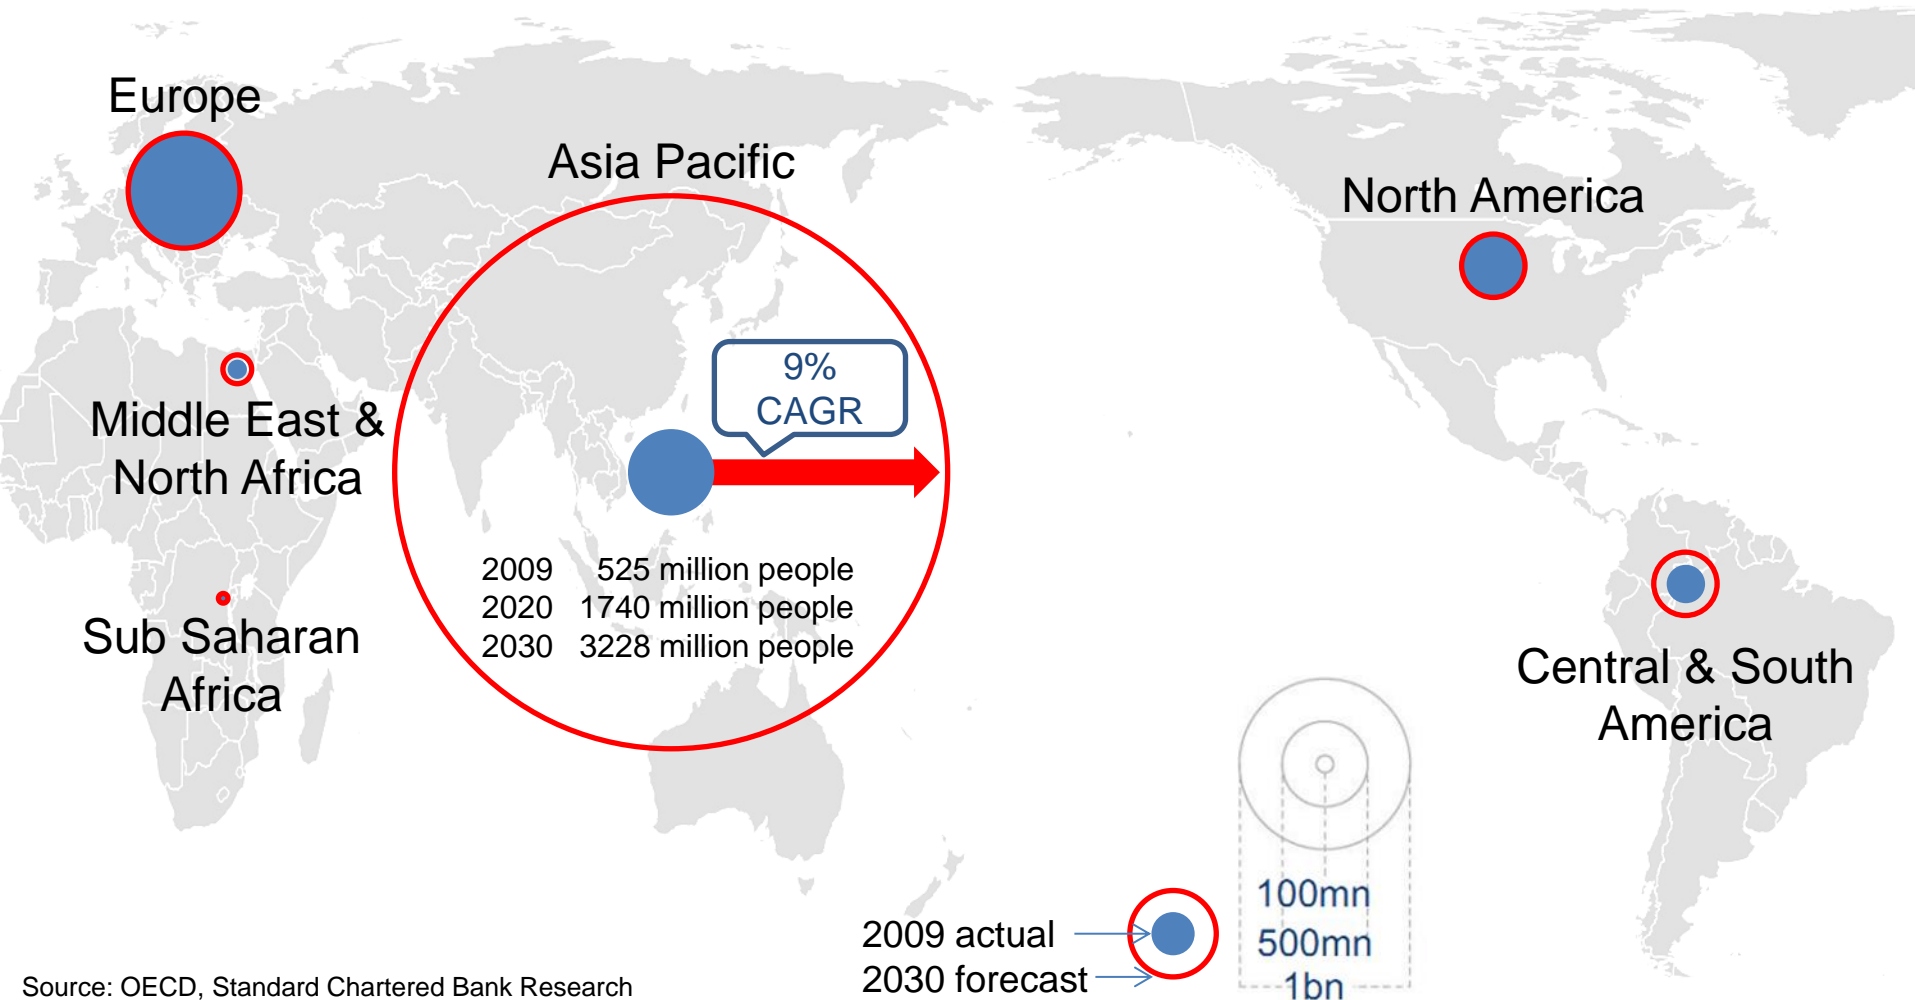 Europe
Asia Pacific
North America
9%
CAGR
Middle East &
North Africa
2009 525 million people
2020 1740 million people
2030 3228 million people
Sub Saharan
Africa
Central & South
America
100mn
500mn
1bn
2009 actual
2030 forecast
Source: OECD, Standard Chartered Bank Research